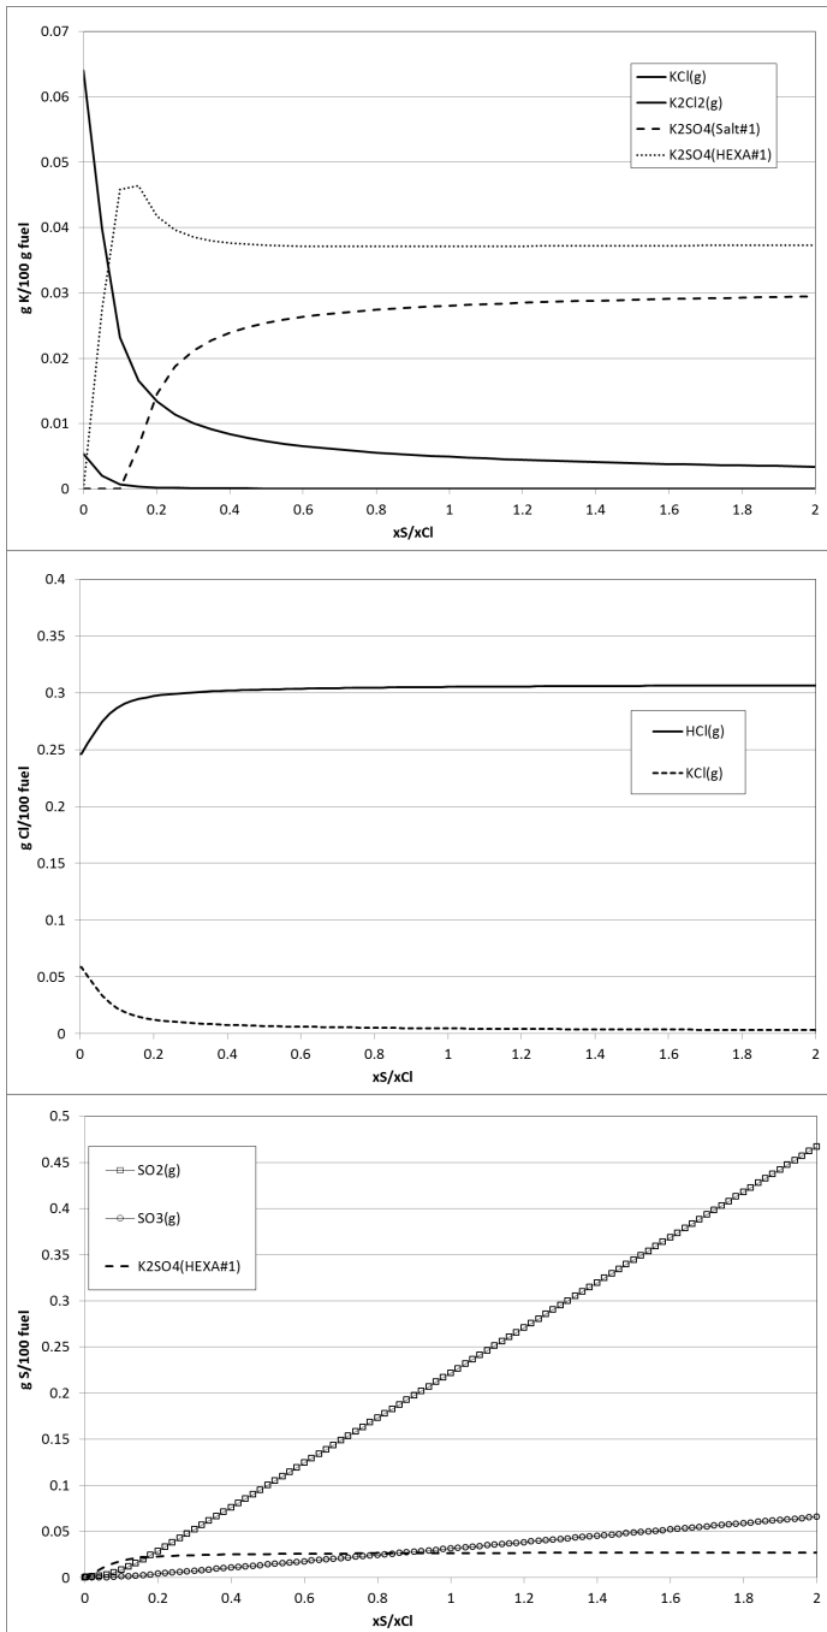 0.07
0.06
0.05
0.04
0.03
0.02
0.01
0
g K/100 g fuel
KCl(g)
K2Cl2(g)
K2SO4(Salt#1)
K2SO4(HEXA#1)
0 0.2 0.4 0.6 0.8 1 1.2 1.4 1.6 1.8 2
xS/xCl
0.4
0.35
0.3
0.25
0.2
0.15
0.1
0.05
0
g Cl/100 fuel
HCl(g)
KCl(g)
0 0.2 0.4 0.6 0.8 1 1.2 1.4 1.6 1.8 2
xS/xCl
0.5
0.45
0.4
0.35
0.3
0.25
0.2
0.15
0.1
0.05
0
g S/100 fuel
SO2(g)
SO3(g)
K2SO4(HEXA#1)
0 0.2 0.4 0.6 0.8 1 1.2 1.4 1.6 1.8 2
xS/xCl